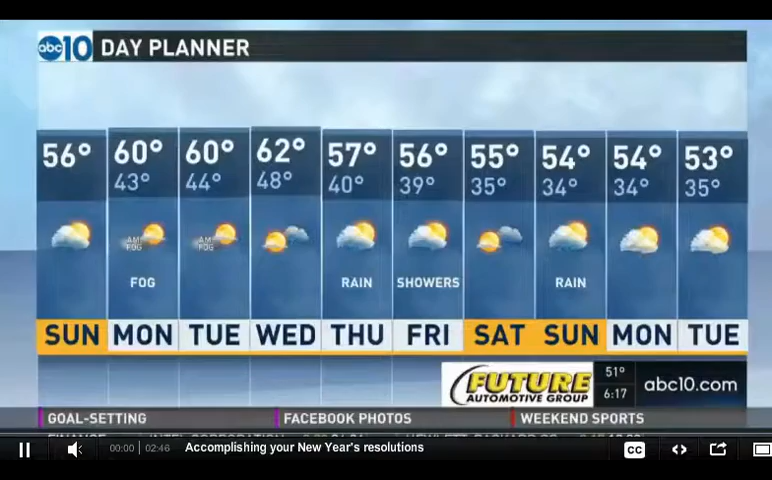 abc10 DAY PLANNER
56° 60° 60° 62° 57° 56° 55° 54° 54° 53°
43° 44° 48° 40° 39° 35° 34° 34° 35°
AM FOG AM FOG
FOG RAIN SHOWERS RAIN
SUN MON TUE WED THU FRI SAT SUN MON TUE
FUTURE
AUTOMOTIVE GROUP
51°
6:17
abc10.com
GOAL-SETTING FACEBOOK PHOTOS WEEKEND SPORTS
FINANCE INTEL CORPORATION
00:00 02:46 Accomplishing your New Year's resolutions CC